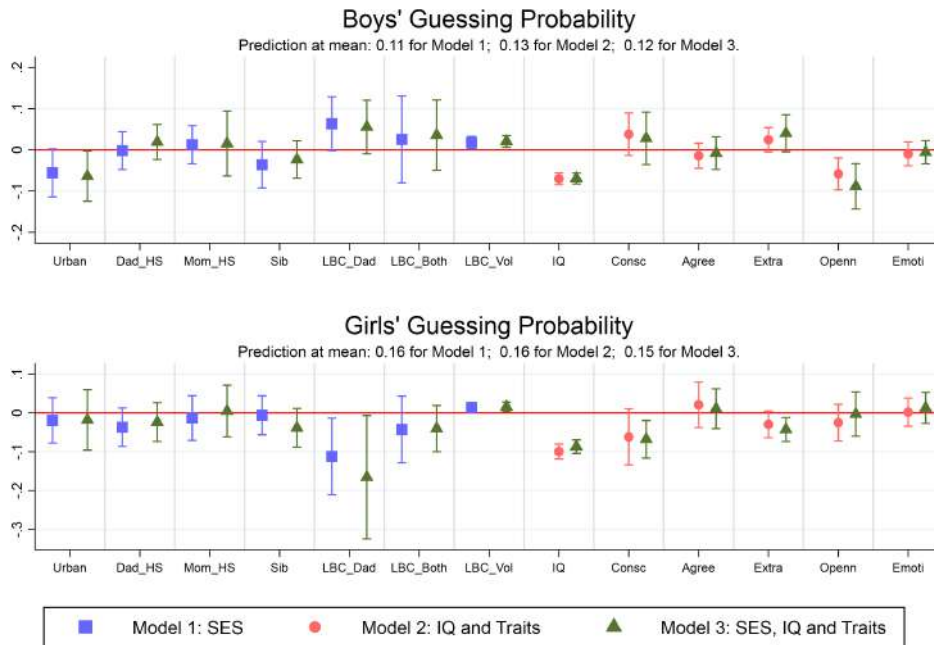 Boys' Guessing Probability
Prediction at mean: 0.11 for Model 1; 0.13 for Model 2; 0.12 for Model 3.
.2
.1
0
-.1
-.2
Urban Dad_HS Mom_HS Sib LBC_Dad LBC_Both LBC_Vol IQ Consc Agree Extra Openn Emoti
Girls' Guessing Probability
Prediction at mean: 0.16 for Model 1; 0.16 for Model 2; 0.15 for Model 3.
.1
0
-.1
-.2
-.3
Urban Dad_HS Mom_HS Sib LBC_Dad LBC_Both LBC_Vol IQ Consc Agree Extra Openn Emoti
Model 1: SES Model 2: IQ and Traits Model 3: SES, IQ and Traits